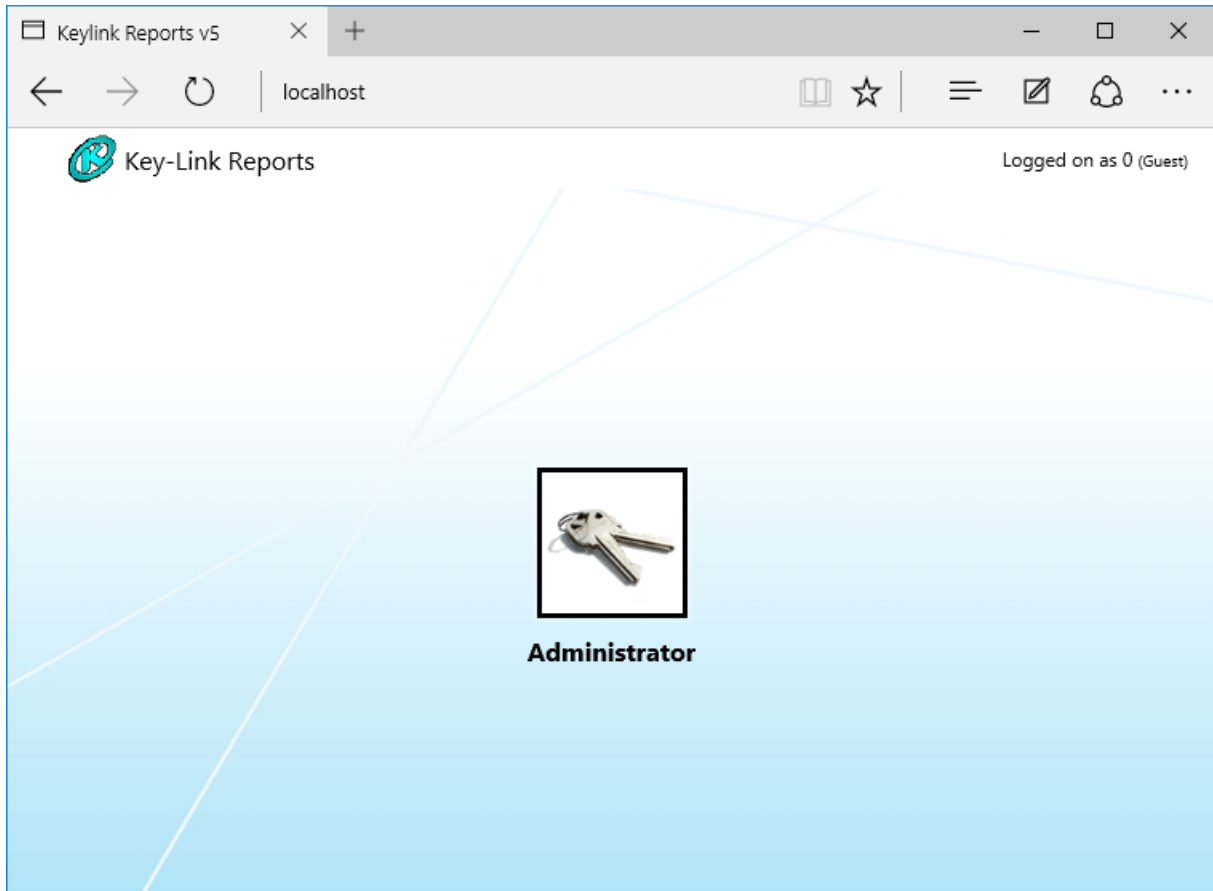 Keylink Reports v5
localhost
Key-Link Reports
Logged on as 0 (Guest)
Administrator